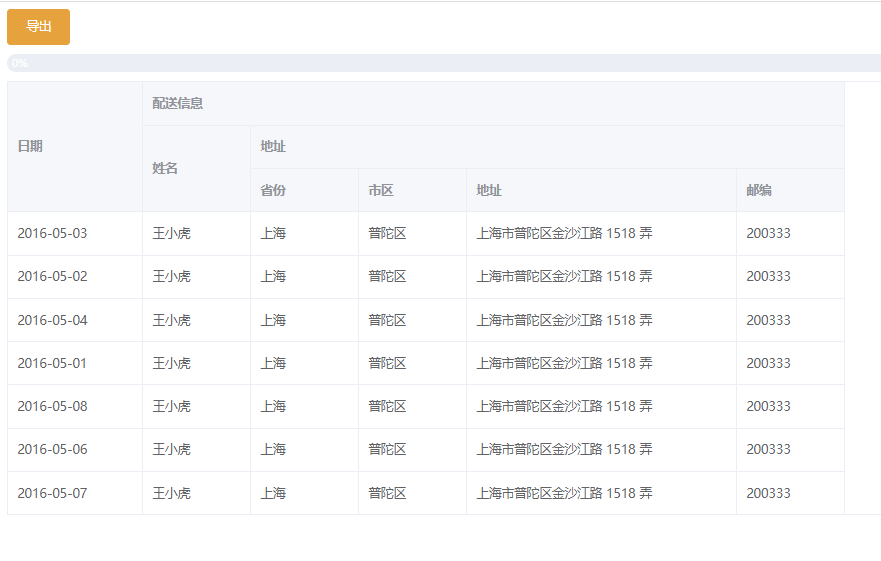 导出
0%
配送信息
日期
地址
姓名
省份 市区 地址 邮编
2016-05-03 王小虎 上海 普陀区 上海市普陀区金沙江路 1518 弄 200333
2016-05-02 王小虎 上海 普陀区 上海市普陀区金沙江路 1518 弄 200333
2016-05-04 王小虎 上海 普陀区 上海市普陀区金沙江路 1518 弄 200333
2016-05-01 王小虎 上海 普陀区 上海市普陀区金沙江路 1518 弄 200333
2016-05-08 王小虎 上海 普陀区 上海市普陀区金沙江路 1518 弄 200333
2016-05-06 王小虎 上海 普陀区 上海市普陀区金沙江路 1518 弄 200333
2016-05-07 王小虎 上海 普陀区 上海市普陀区金沙江路 1518 弄 200333